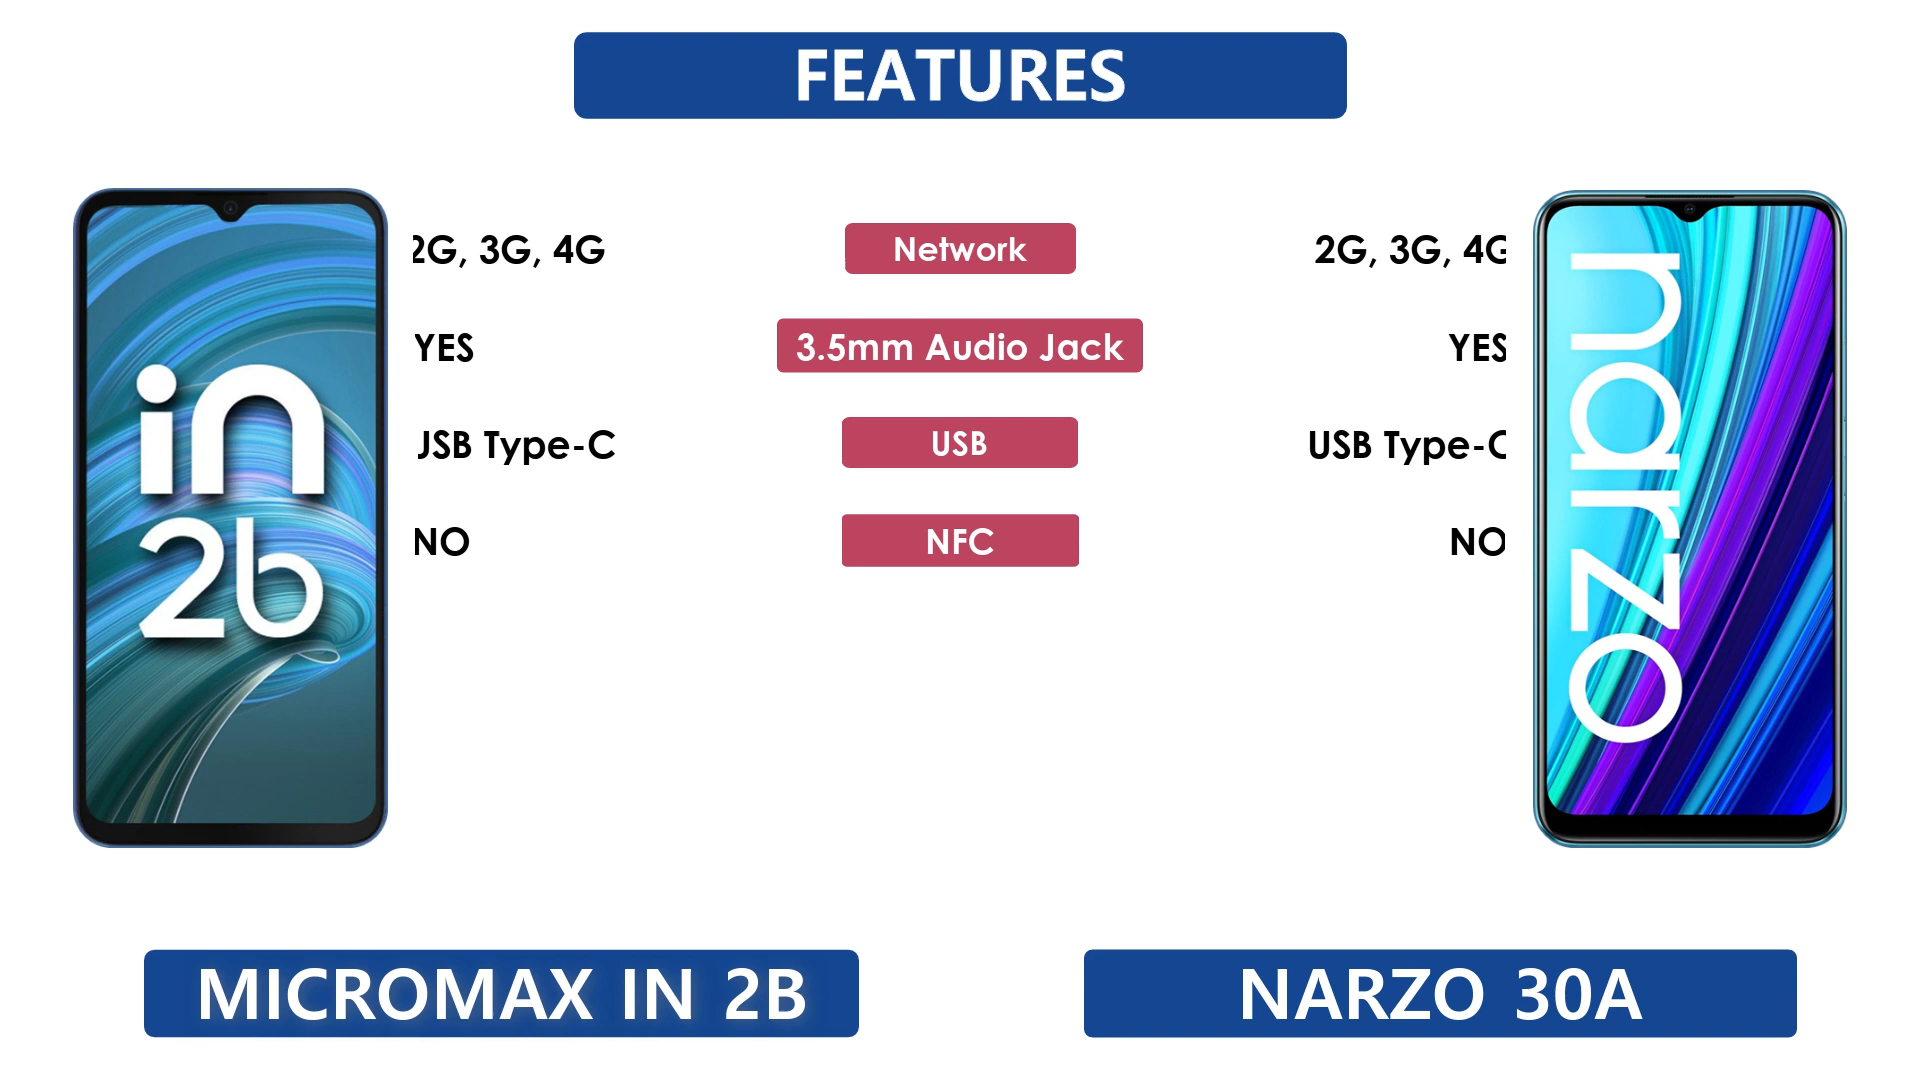 FEATURES
2G, 3G, 4G Network 2G, 3G, 4G
YES 3.5mm Audio Jack YES
USB Type-C USB USB Type-C
NO NFC NO
in
2b
narzo
MICROMAX IN 2B
NARZO 30A